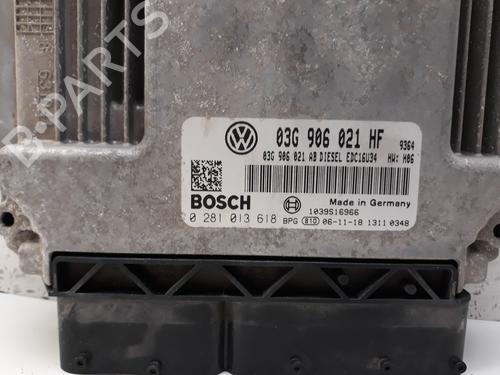 03G 906 021 HF 9364
03G 906 021 AB DIESEL EDC16U34 HW: H06
BOSCH
Made in Germany
1039S16966
0 281 013 618 BPG 810 06-11-18 1311 0348